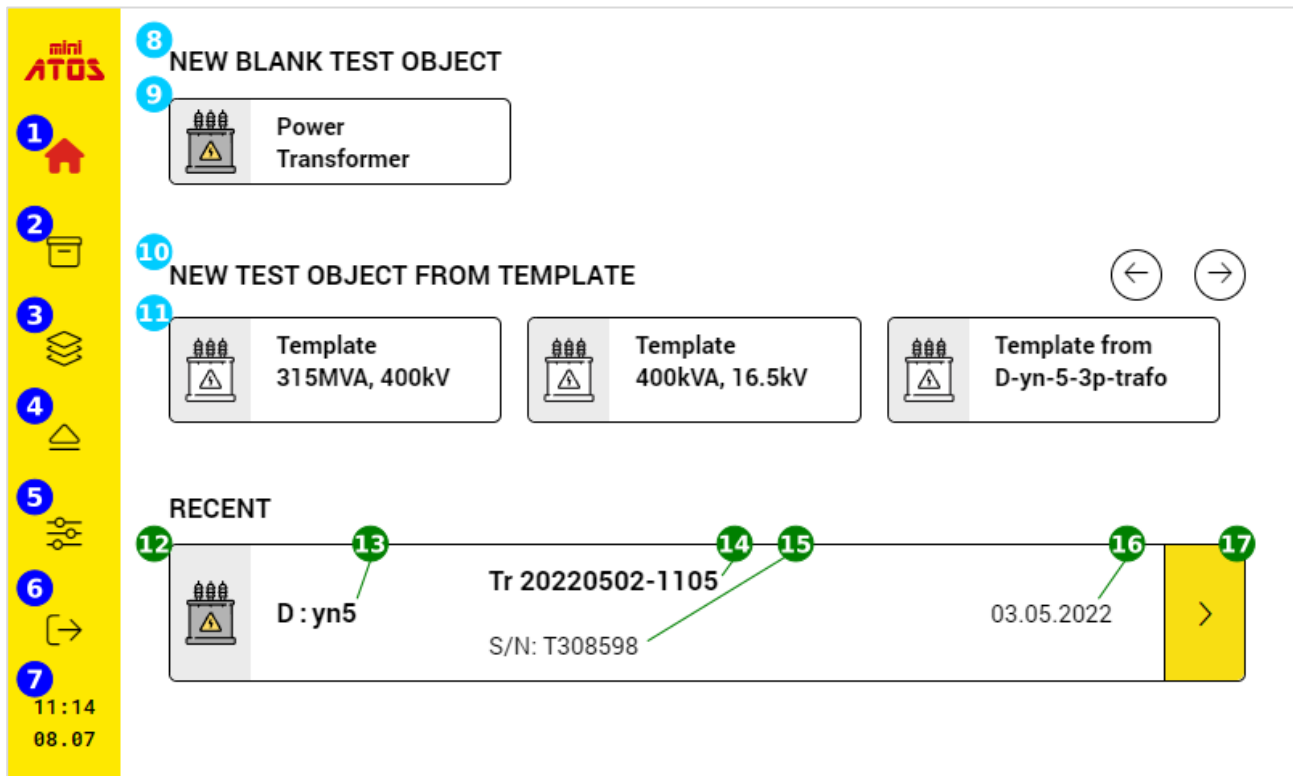 mini
ATOS
1
2
3
4
5
6
7
11:14
08.07
8
NEW BLANK TEST OBJECT
9
Power
Transformer
10
NEW TEST OBJECT FROM TEMPLATE
11
Template
315MVA, 400kV
Template
400kVA, 16.5kV
Template from
D-yn-5-3p-trafo
RECENT
12 13 14 15 16 17
Tr 20220502-1105
D : yn5
03.05.2022
S/N: T308598